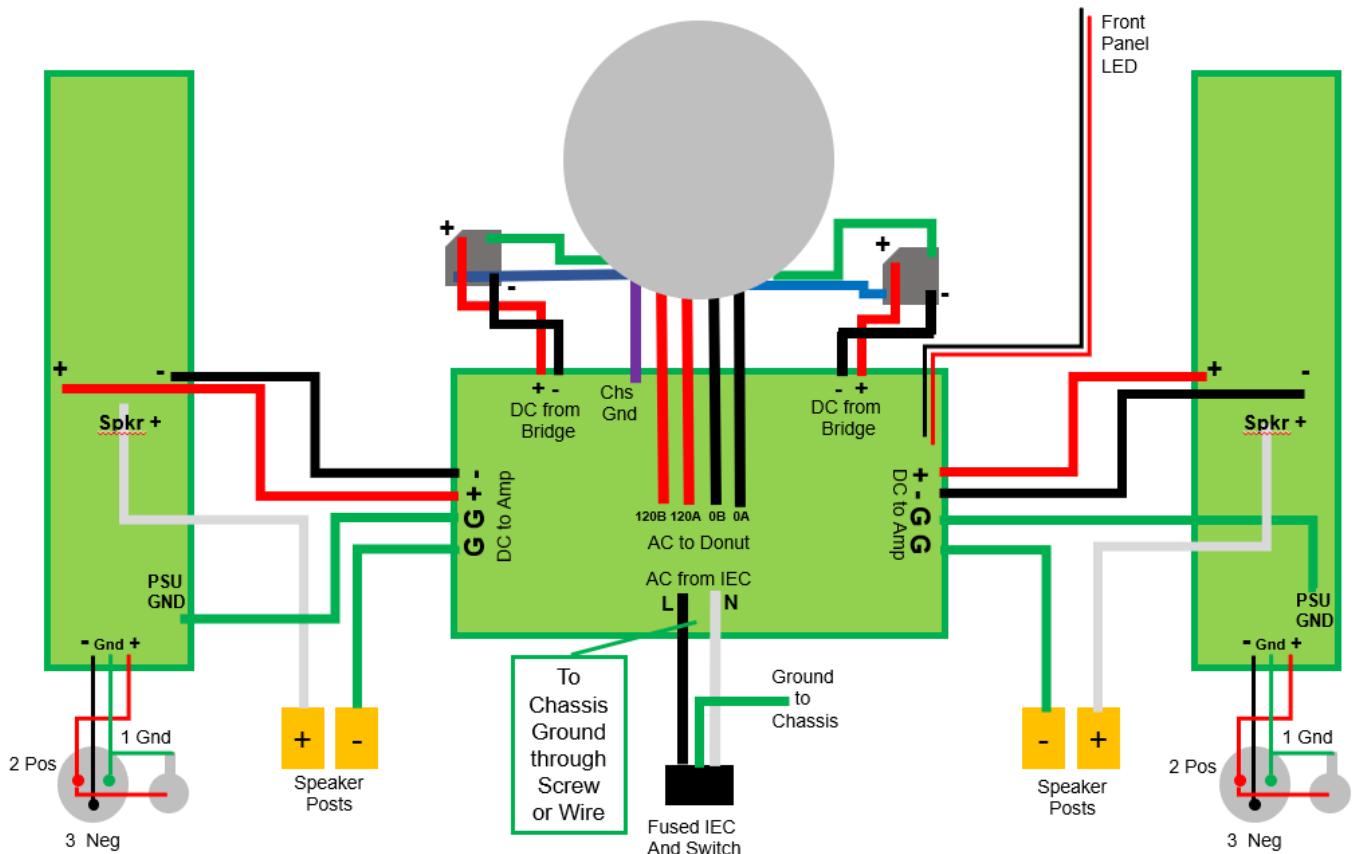 Front
Panel
LED
+
+
-
-
+ -
DC from
Bridge
Chs
Gnd
- +
DC from
Bridge
+
-
Spkr +
+
-
Spkr +
-
+
G
G
DC to Amp
+
-
G
G
DC to Amp
120B 120A 0B 0A
AC to Donut
AC from IEC
L N
PSU
GND
PSU
GND
- Gnd +
- Gnd +
To
Chassis
Ground
through
Screw
or Wire
Ground
to
Chassis
1 Gnd
2 Pos
3 Neg
+ -
Speaker
Posts
Fused IEC
And Switch
- +
Speaker
Posts
1 Gnd
2 Pos
3 Neg